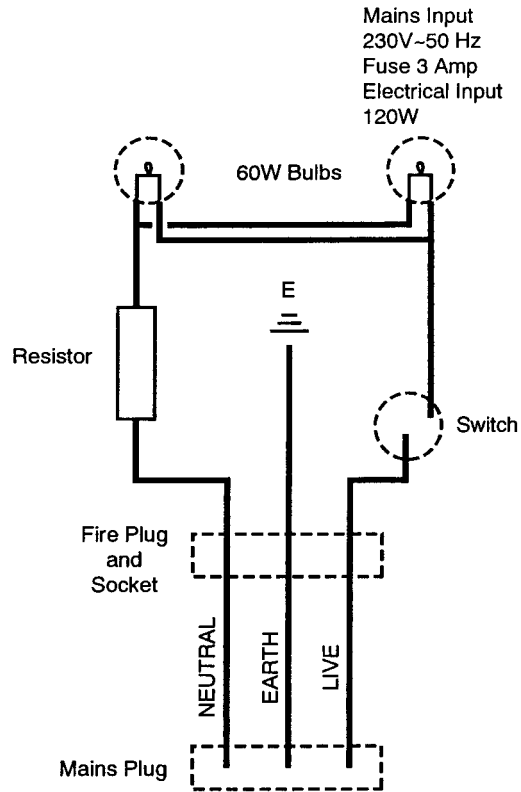 Mains Input
230V~50 Hz
Fuse 3 Amp
Electrical Input
120W
60W Bulbs
E
Resistor
Switch
Fire Plug
and
Socket
NEUTRAL
EARTH
LIVE
Mains Plug